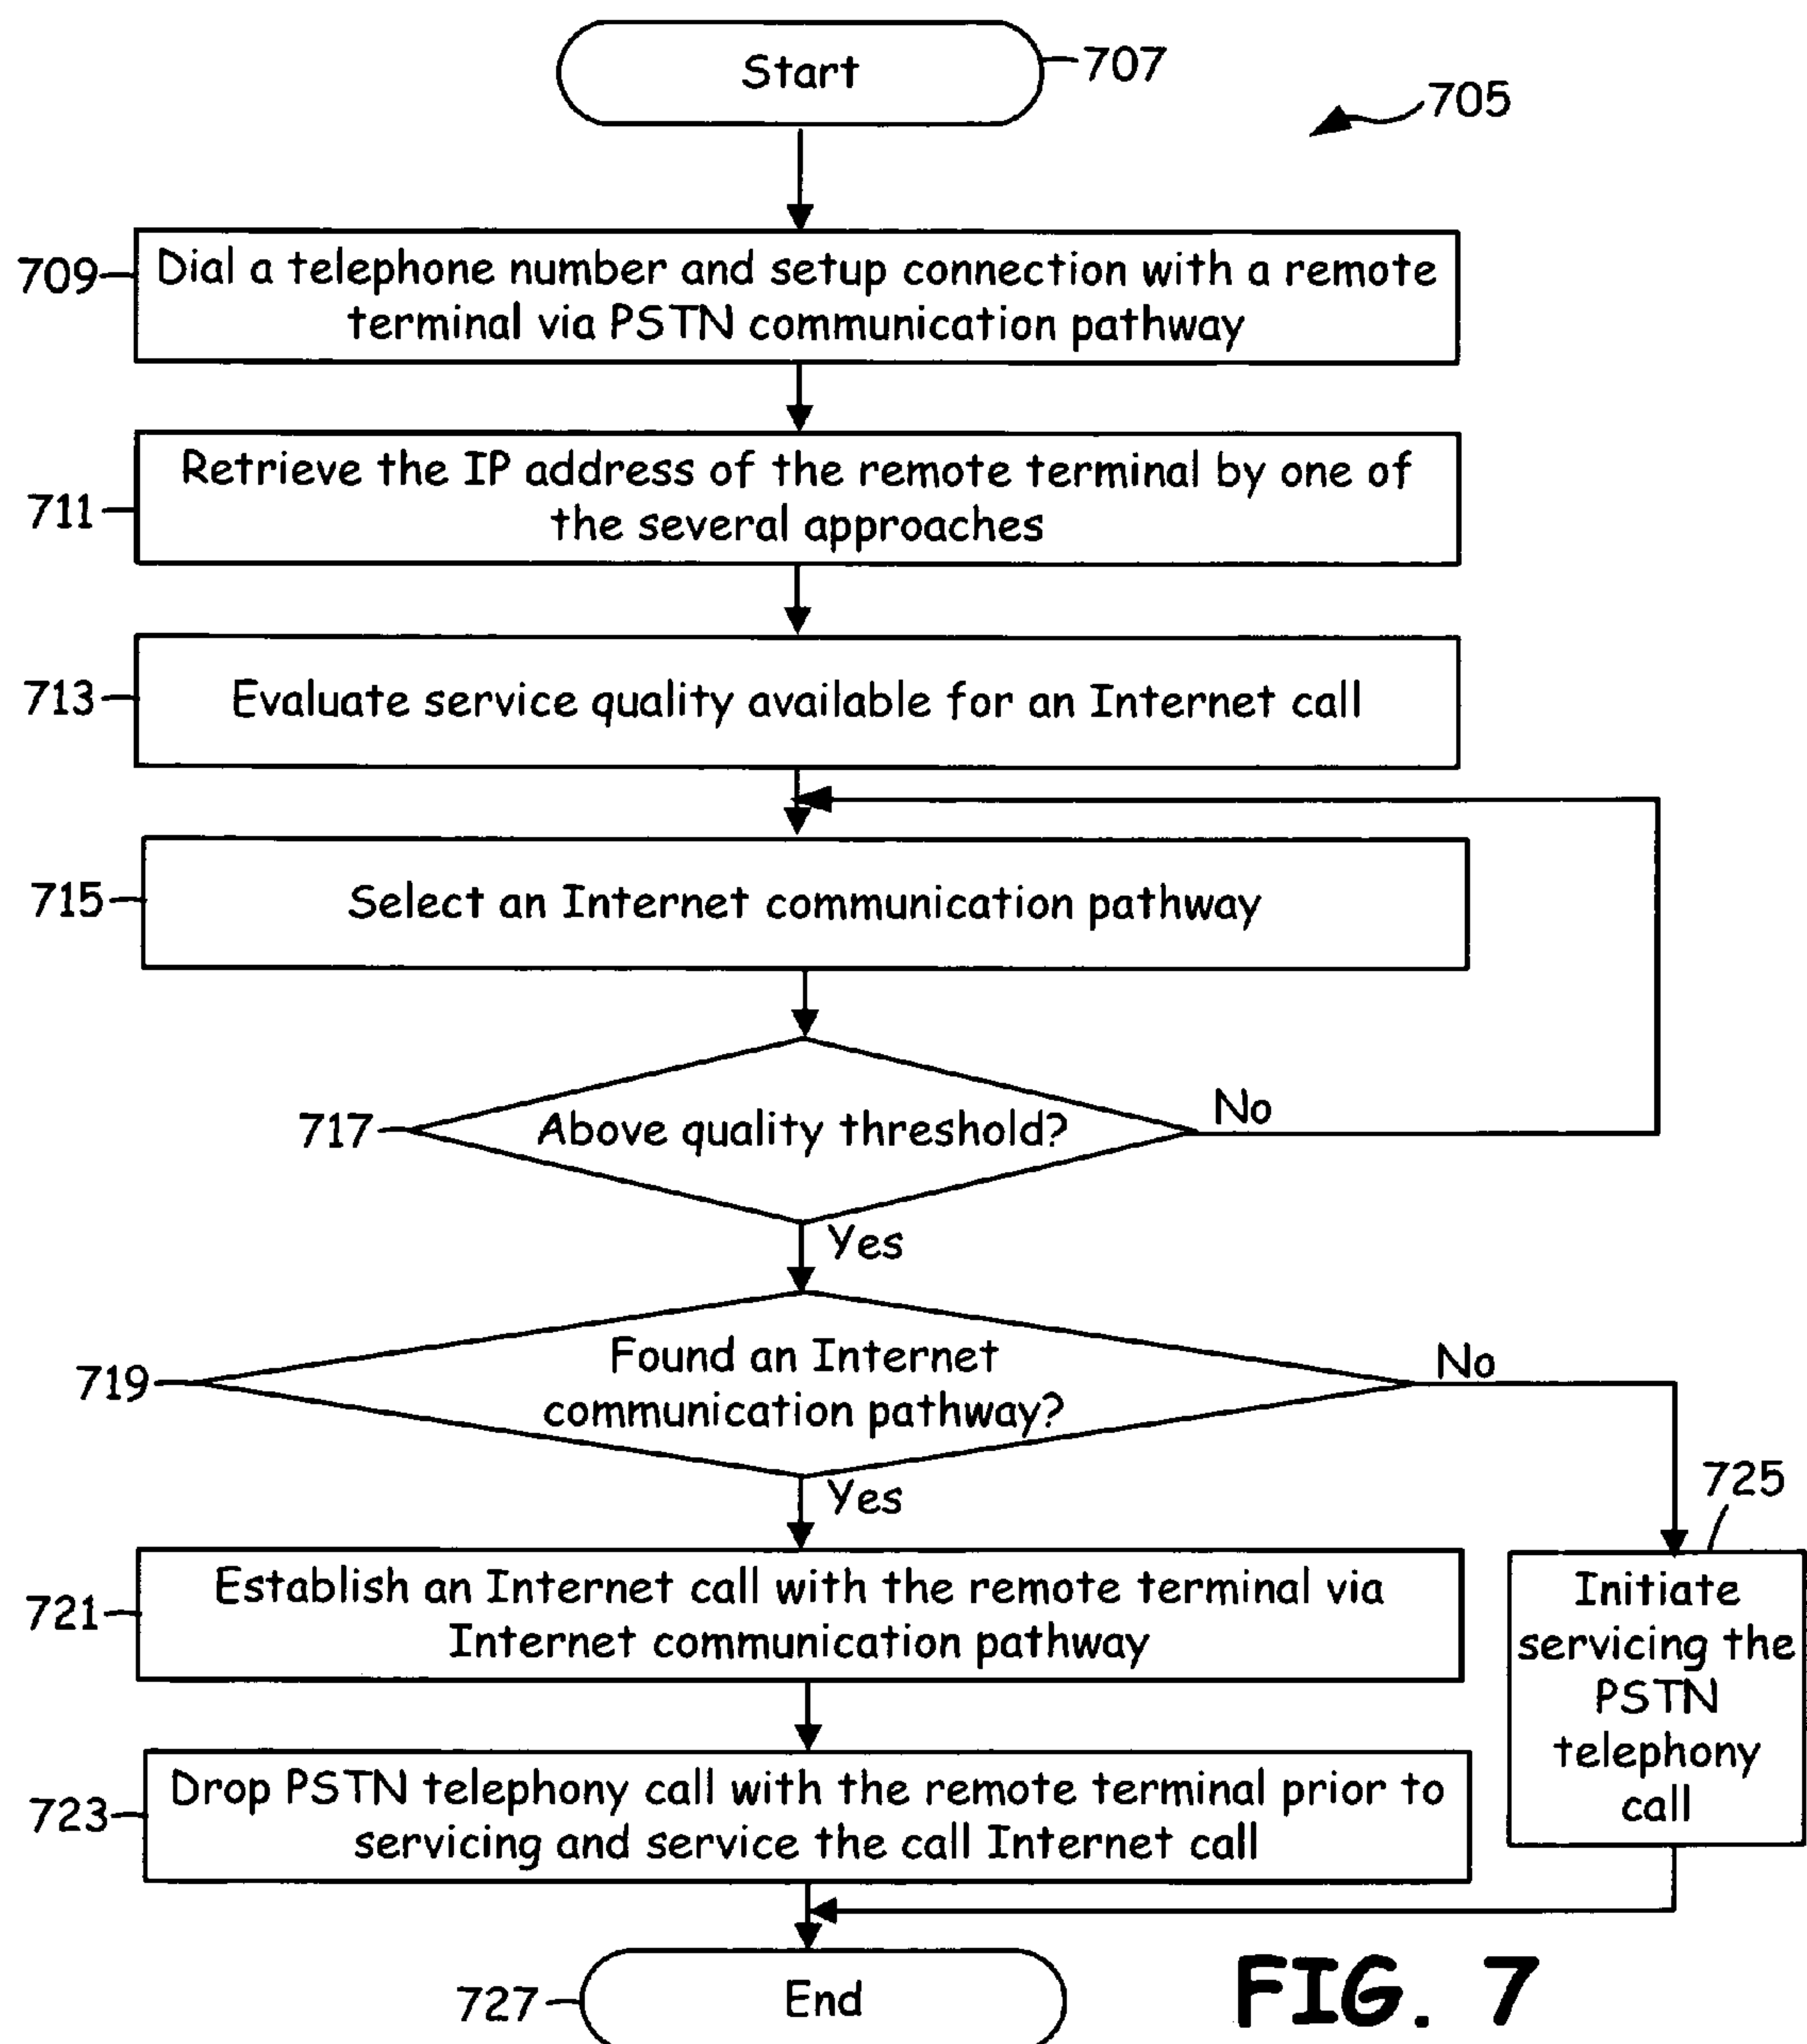 Start
707
705
709
Dial a telephone number and setup connection with a remote
terminal via PSTN communication pathway
711
Retrieve the IP address of the remote terminal by one of
the several approaches
713
Evaluate service quality available for an Internet call
715
Select an Internet communication pathway
717
Above quality threshold?
No
Yes
719
Found an Internet
communication pathway?
No
Yes
725
721
Establish an Internet call with the remote terminal via
Internet communication pathway
Initiate
servicing the
PSTN
telephony
call
723
Drop PSTN telephony call with the remote terminal prior to
servicing and service the call Internet call
727
End
FIG. 7